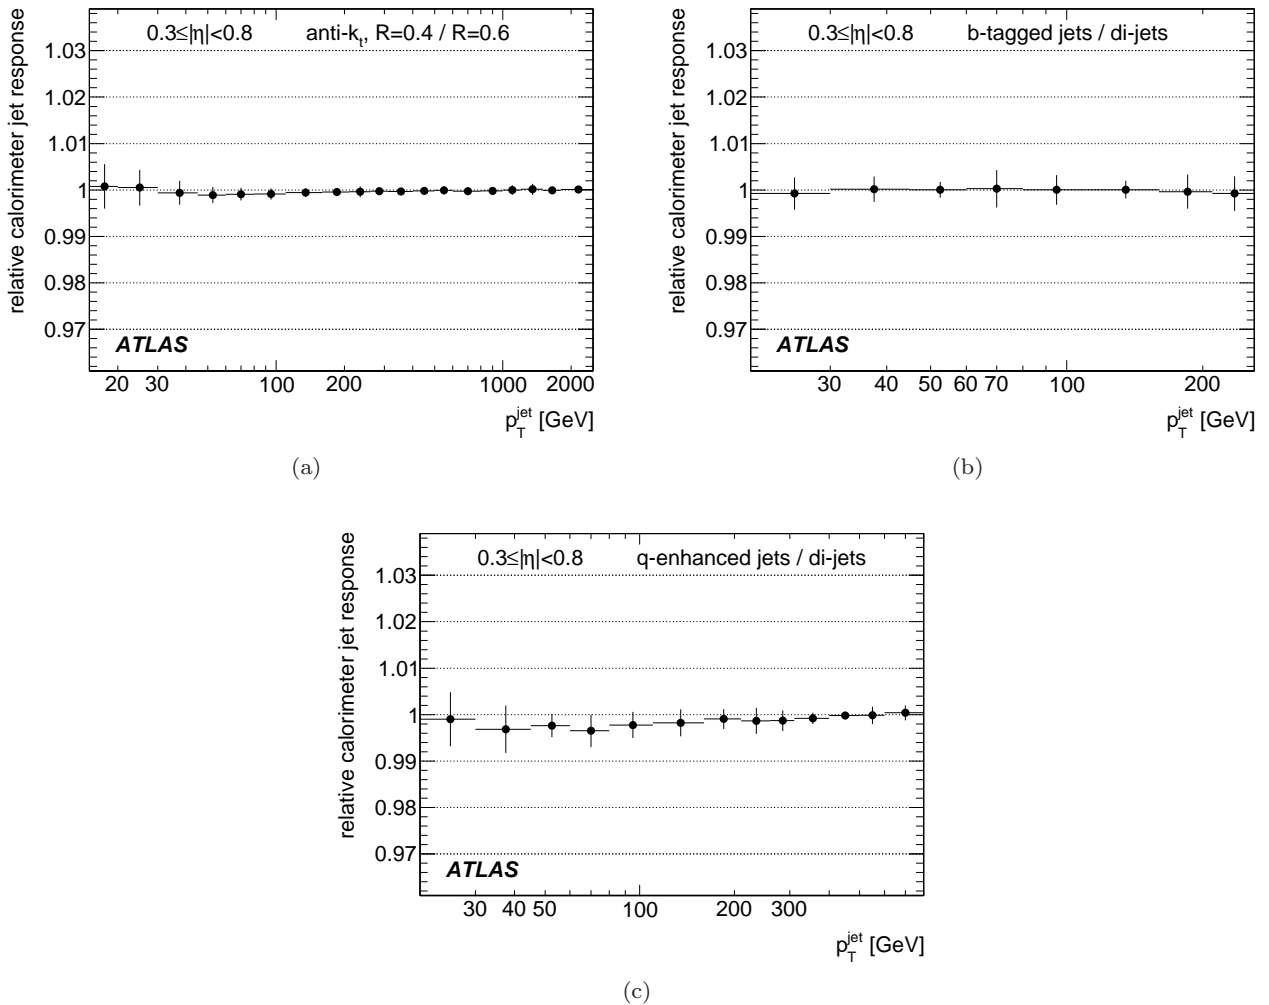 relative calorimeter jet response
0.3≤|η|<0.8 anti-k_t, R=0.4 / R=0.6
1.03
1.02
1.01
1
0.99
0.98
0.97
ATLAS
20 30 100 200 1000 2000
p_T^jet [GeV]
(a)
relative calorimeter jet response
0.3≤|η|<0.8 b-tagged jets / di-jets
1.03
1.02
1.01
1
0.99
0.98
0.97
ATLAS
30 40 50 60 70 100 200
p_T^jet [GeV]
(b)
relative calorimeter jet response
0.3≤|η|<0.8 q-enhanced jets / di-jets
1.03
1.02
1.01
1
0.99
0.98
0.97
ATLAS
30 40 50 100 200 300
p_T^jet [GeV]
(c)